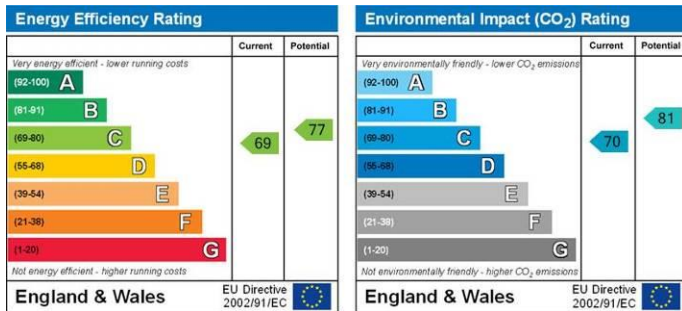 Energy Efficiency Rating
Current Potential
Very energy efficient - lower running costs
(92-100) A
(81-91) B
(69-80) C
(55-68) D
(39-54) E
(21-38) F
(1-20) G
69
77
Not energy efficient - higher running costs
England & Wales
EU Directive
2002/91/EC
Environmental Impact (CO₂) Rating
Current Potential
Very environmentally friendly - lower CO₂ emissions
(92-100) A
(81-91) B
(69-80) C
(55-68) D
(39-54) E
(21-38) F
(1-20) G
70
81
Not environmentally friendly - higher CO₂ emissions
England & Wales
EU Directive
2002/91/EC